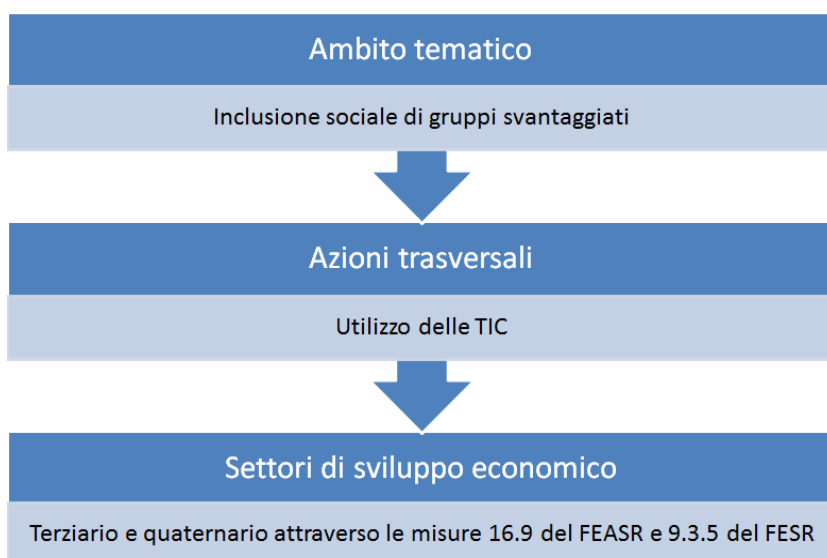 Ambito tematico
Inclusione sociale di gruppi svantaggiati
Azioni trasversali
Utilizzo delle TIC
Settori di sviluppo economico
Terziario e quaternario attraverso le misure 16.9 del FEASR e 9.3.5 del FESR